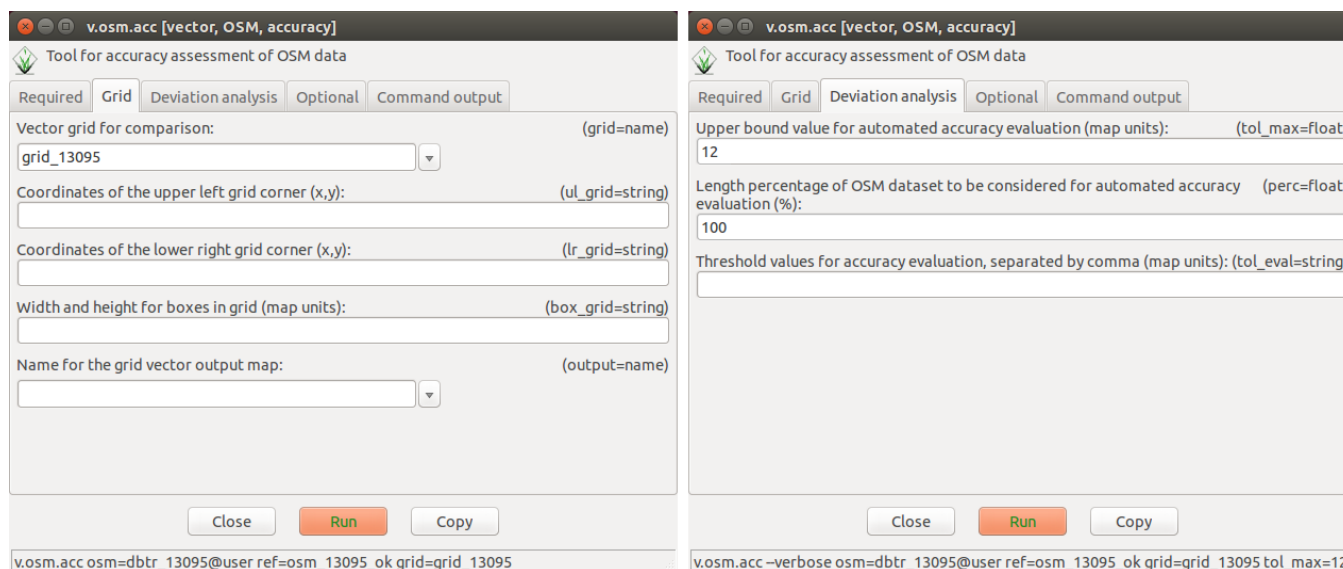 v.osm.acc [vector, OSM, accuracy]
Tool for accuracy assessment of OSM data
Required Grid Deviation analysis Optional Command output
Vector grid for comparison: (grid=name)
grid_13095
Coordinates of the upper left grid corner (x,y): (ul_grid=string)
Coordinates of the lower right grid corner (x,y): (lr_grid=string)
Width and height for boxes in grid (map units): (box_grid=string)
Name for the grid vector output map: (output=name)
Close Run Copy
v.osm.acc osm=dbtr_13095@user ref=osm_13095_ok grid=grid_13095
v.osm.acc [vector, OSM, accuracy]
Tool for accuracy assessment of OSM data
Required Grid Deviation analysis Optional Command output
Upper bound value for automated accuracy evaluation (map units): (tol_max=float
12
Length percentage of OSM dataset to be considered for automated accuracy (perc=float
evaluation (%):
100
Threshold values for accuracy evaluation, separated by comma (map units): (tol_eval=string
Close Run Copy
v.osm.acc --verbose osm=dbtr_13095@user ref=osm_13095_ok grid=grid_13095 tol_max=12